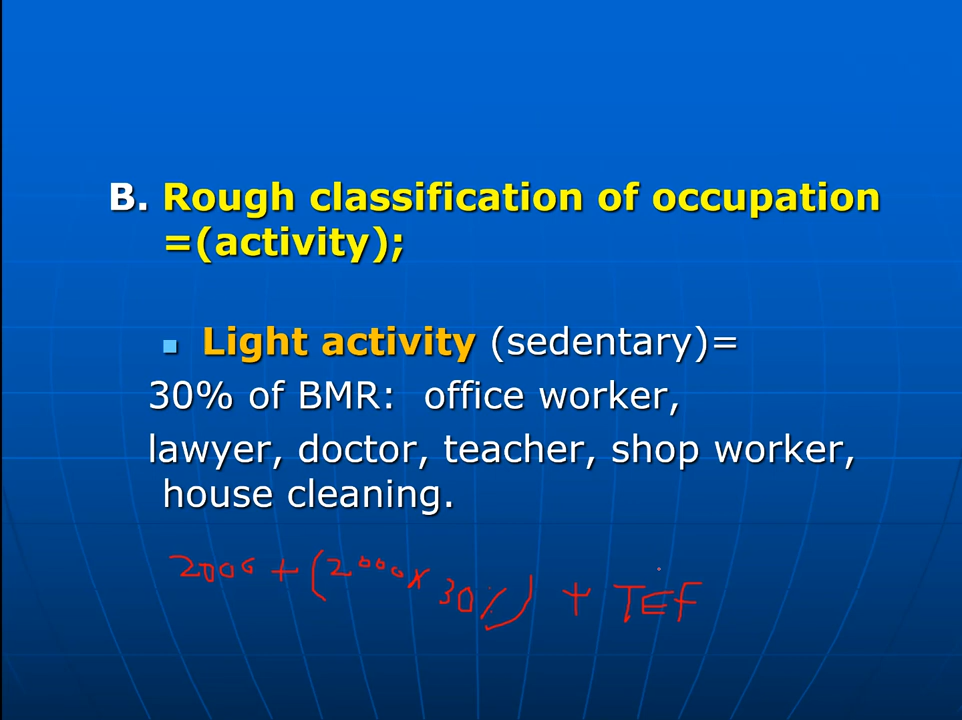 B. Rough classification of occupation
=(activity);
Light activity (sedentary)=
30% of BMR: office worker,
lawyer, doctor, teacher, shop worker,
house cleaning.
2000 + (2000x 30%) + TEF